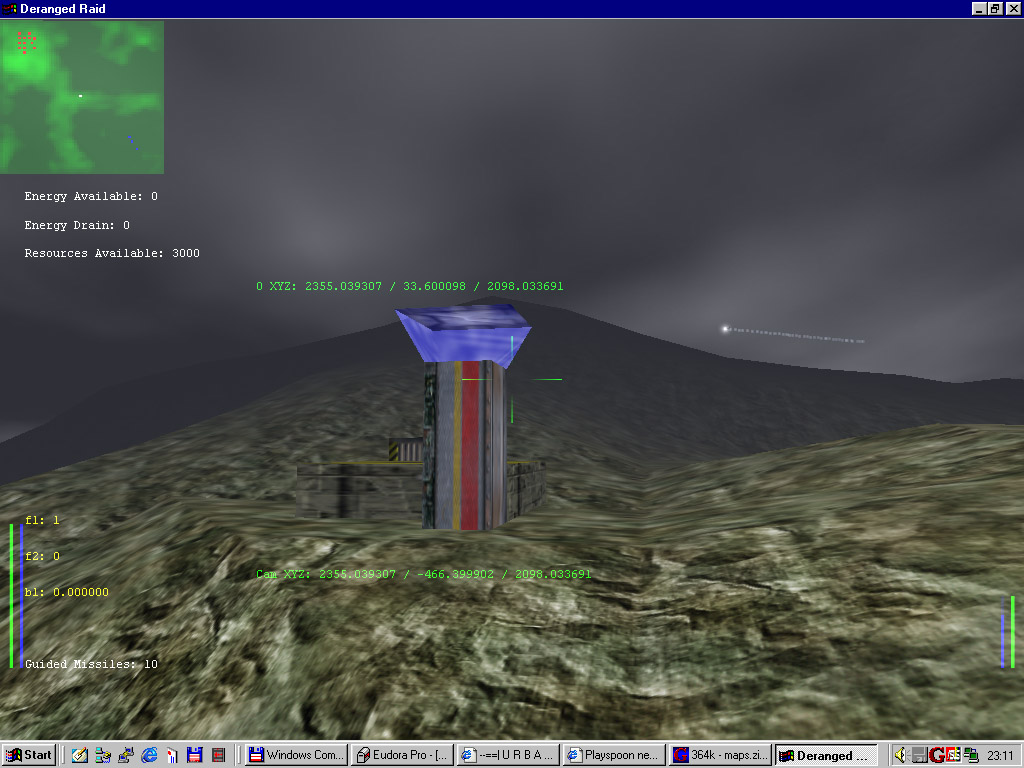 Deranged Raid
Energy Available: 0
Energy Drain: 0
Resources Available: 3000
O XYZ: 2355.039307 / 33.600098 / 2098.033691
f1: 1
f2: 0
Cam XYZ: 2355.039307 / -466.399902 / 2098.033691
b1: 0.000000
Guided Missiles: 10
Start Windows Com... Eudora Pro - [... --==| U R B A ... Playspoon ne... 364k - maps.zi... Deranged ... 23:11